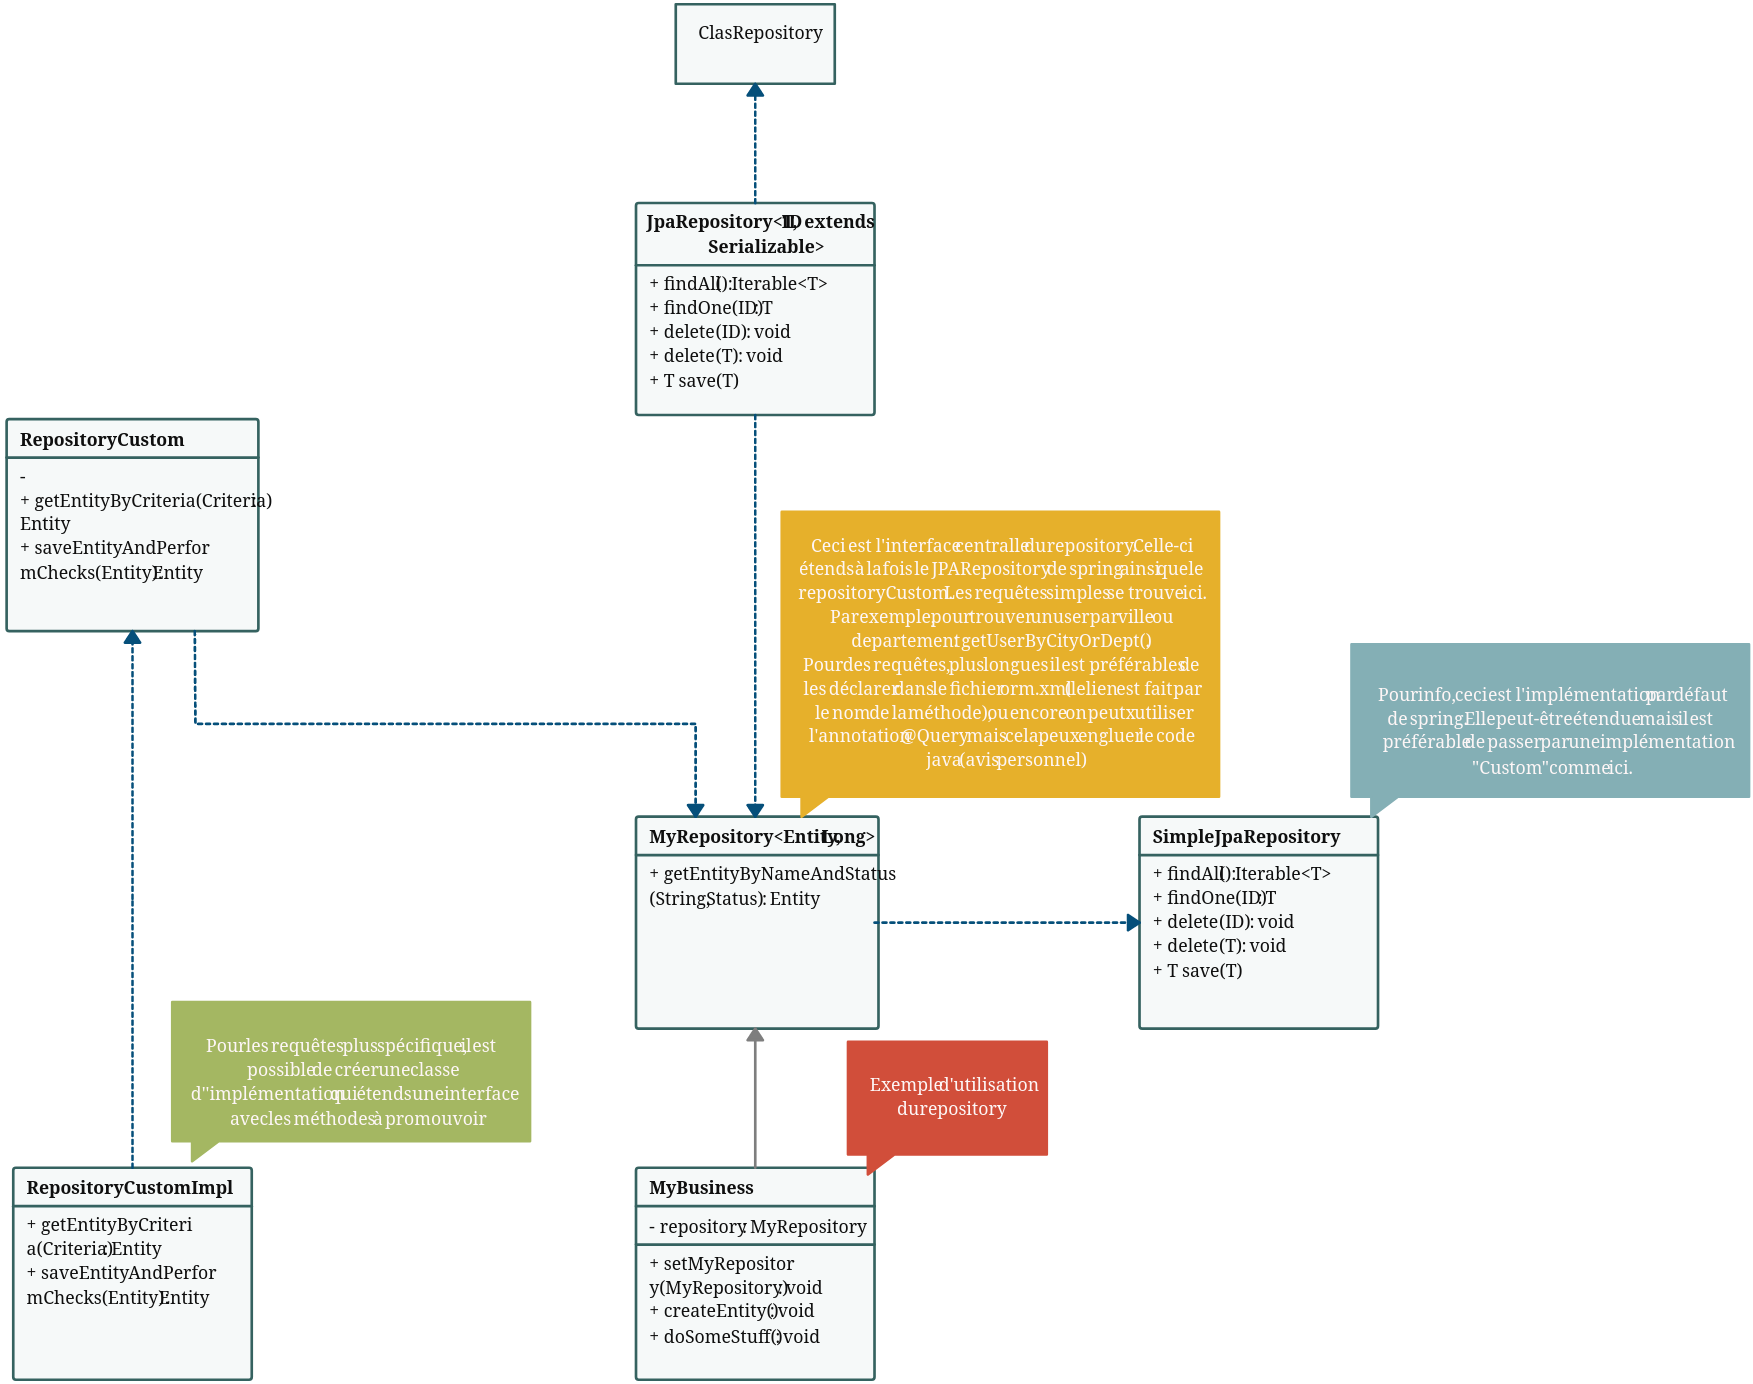 ClasRepository
JpaRepository<T, ID extends
Serializable>
+ findAll():Iterable<T>
+ findOne(ID):T
+ delete(ID): void
+ delete(T): void
+ T save(T)
RepositoryCustom
-
+ getEntityByCriteria(Criteria):
Entity
+ saveEntityAndPerfor
mChecks(Entity): Entity
Ceci est l'interface centralle du repository. Celle-ci
étends à la fois le JPARepository de spring ainsi que le
repositoryCustom. Les requêtes simples se trouve ici.
Par exemple, pour trouver un user par ville ou
departement : getUserByCityOrDept(,)
Pour des requêtes, plus longues il est préférables de
les déclarer dans le fichier orm.xml (le lien est fait par
le nom de la méthode), ou encore on peutx utiliser
l'annotation @Query mais cela peux engluer le code
java (avis personnel)
Pour info, ceci est l'implémentation par défaut
de spring. Elle peut-être étendue mais il est
préférable de passer par une implémentation
"Custom" comme ici.
MyRepository<Entity, Long>
+ getEntityByNameAndStatus
(String,Status): Entity
SimpleJpaRepository
+ findAll():Iterable<T>
+ findOne(ID):T
+ delete(ID): void
+ delete(T): void
+ T save(T)
Pour les requêtes plus spécifique, il est
possible de créer une classe
d''implémentation qui étends une interface
avec les méthodes à promouvoir
Exemple d'utilisation
du repository
RepositoryCustomImpl
+ getEntityByCriteri
a(Criteria): Entity
+ saveEntityAndPerfor
mChecks(Entity): Entity
MyBusiness
- repository: MyRepository
+ setMyRepositor
y(MyRepository): void
+ createEntity(): void
+ doSomeStuff(): void